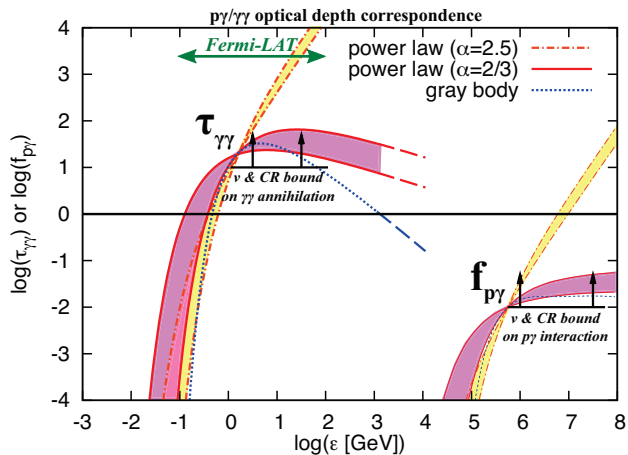 pγ/γγ optical depth correspondence
Fermi-LAT
power law (α=2.5)
power law (α=2/3)
gray body
τγγ
ν & CR bound
on γγ annihilation
fpγ
ν & CR bound
on pγ interaction
log(τγγ) or log(fpγ)
4
3
2
1
0
-1
-2
-3
-4
-3 -2 -1 0 1 2 3 4 5 6 7 8
log(ε [GeV])